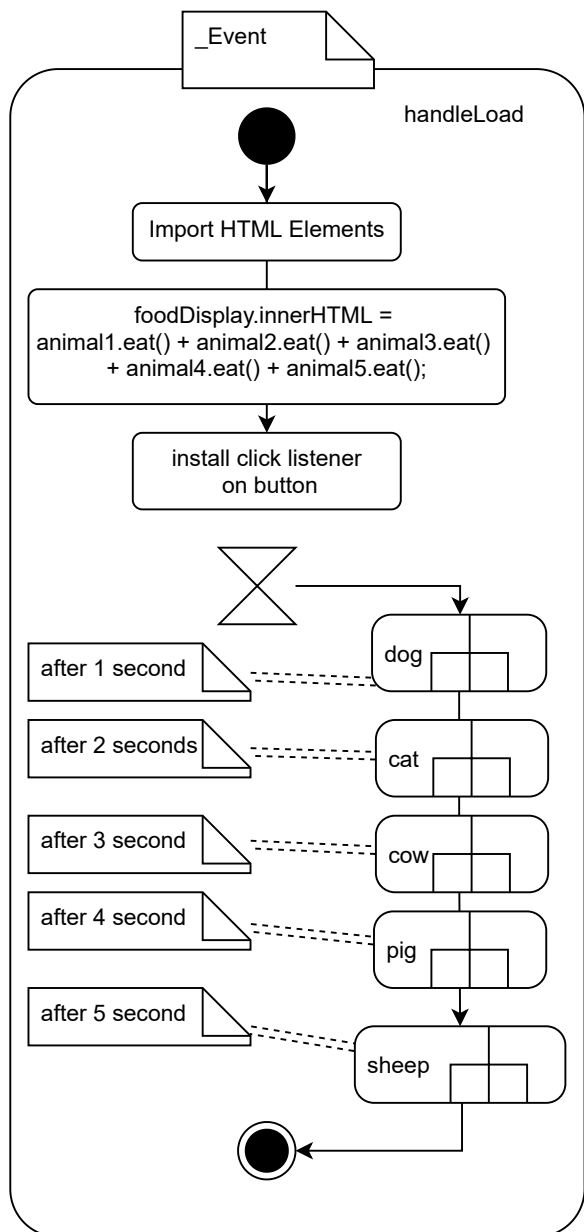 _Event
handleLoad
Import HTML Elements
foodDisplay.innerHTML =
animal1.eat() + animal2.eat() + animal3.eat()
+ animal4.eat() + animal5.eat();
install click listener
on button
dog
after 1 second
after 2 seconds
cat
after 3 second
cow
after 4 second
pig
after 5 second
sheep